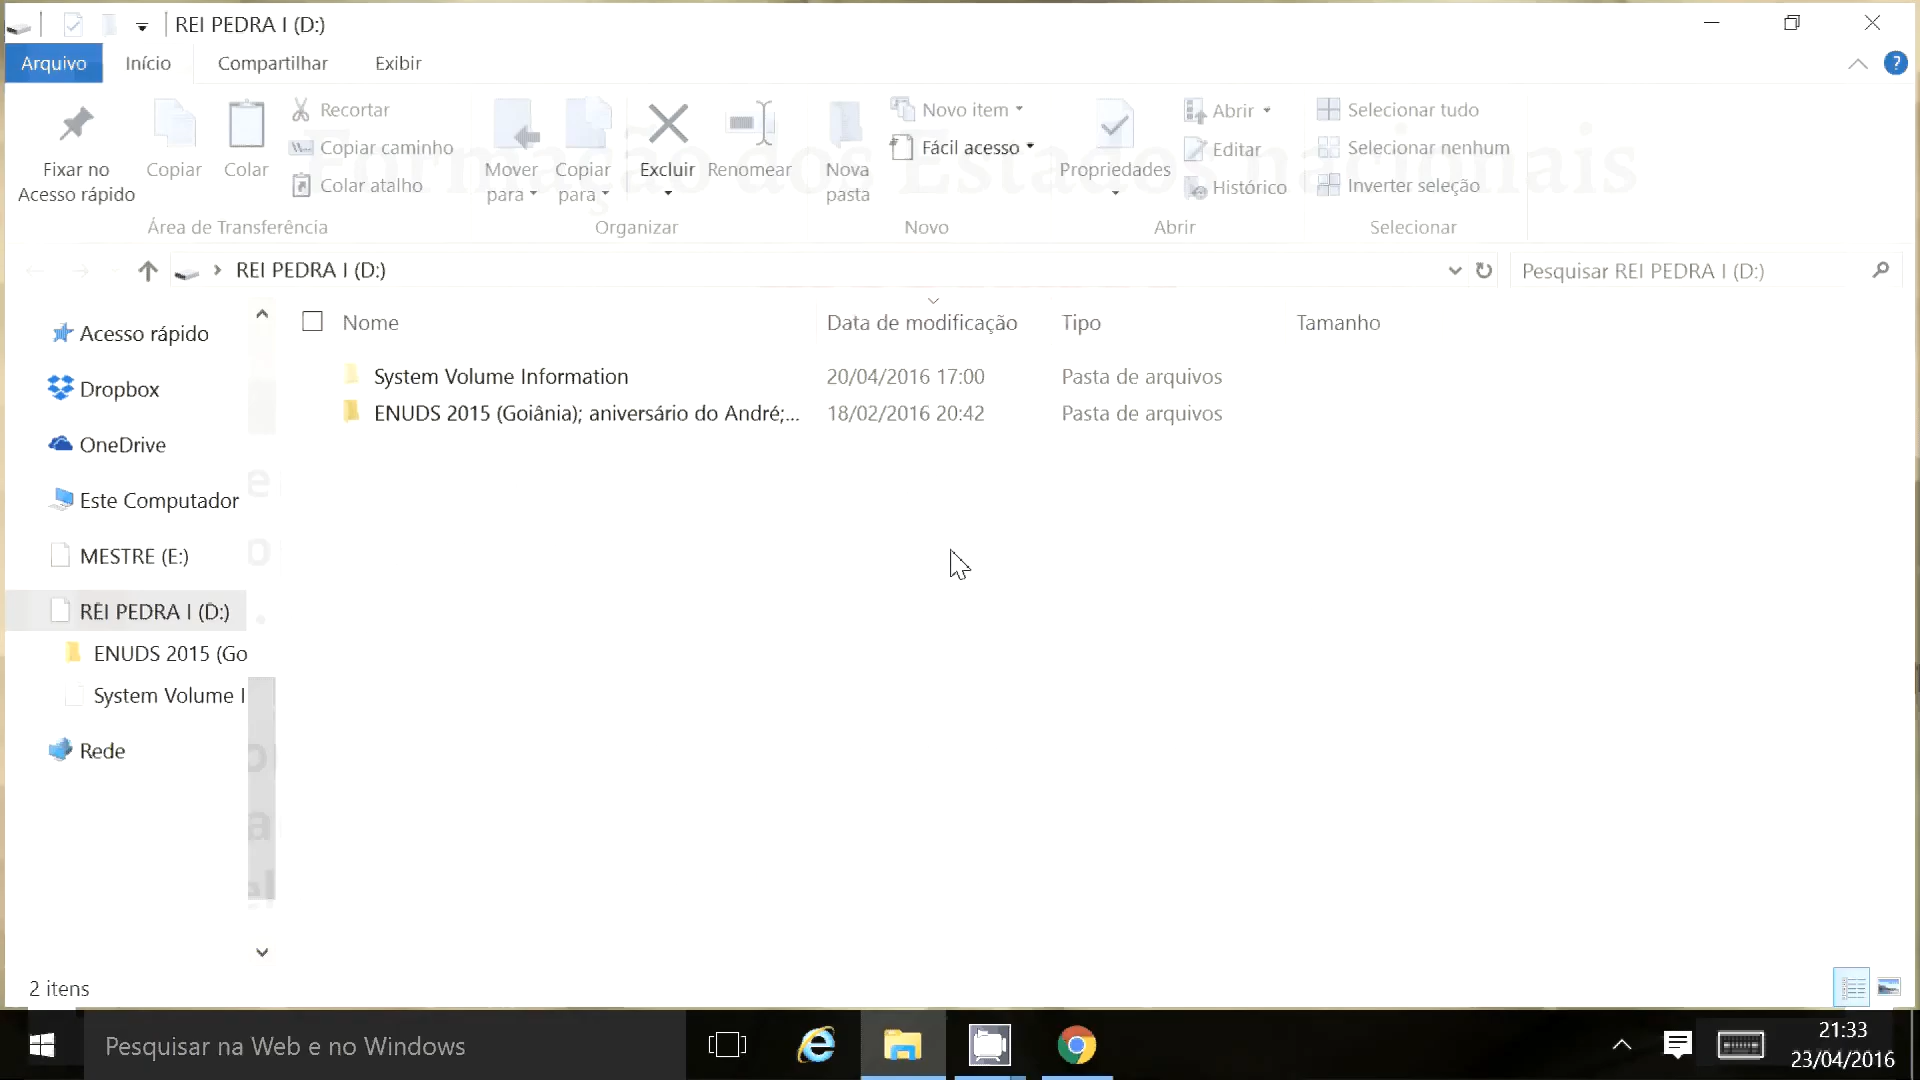 REI PEDRA I (D:)
Arquivo Início Compartilhar Exibir
Fixar no
Acesso rápido
Copiar
Colar
Recortar
Copiar caminho
Colar atalho
Área de Transferência
Mover
para
Copiar
para
Excluir
Renomear
Organizar
Nova
pasta
Novo item
Fácil acesso
Novo
Propriedades
Abrir
Editar
Histórico
Abrir
Selecionar tudo
Selecionar nenhum
Inverter seleção
Selecionar
Formação dos Estados nacionais
REI PEDRA I (D:)
Pesquisar REI PEDRA I (D:)
Acesso rápido
Dropbox
OneDrive
Este Computador
MESTRE (E:)
REI PEDRA I (D:)
ENUDS 2015 (Go
System Volume I
Rede
Nome Data de modificação Tipo Tamanho
System Volume Information 20/04/2016 17:00 Pasta de arquivos
ENUDS 2015 (Goiânia); aniversário do André;... 18/02/2016 20:42 Pasta de arquivos
2 itens
Pesquisar na Web e no Windows
21:33
23/04/2016